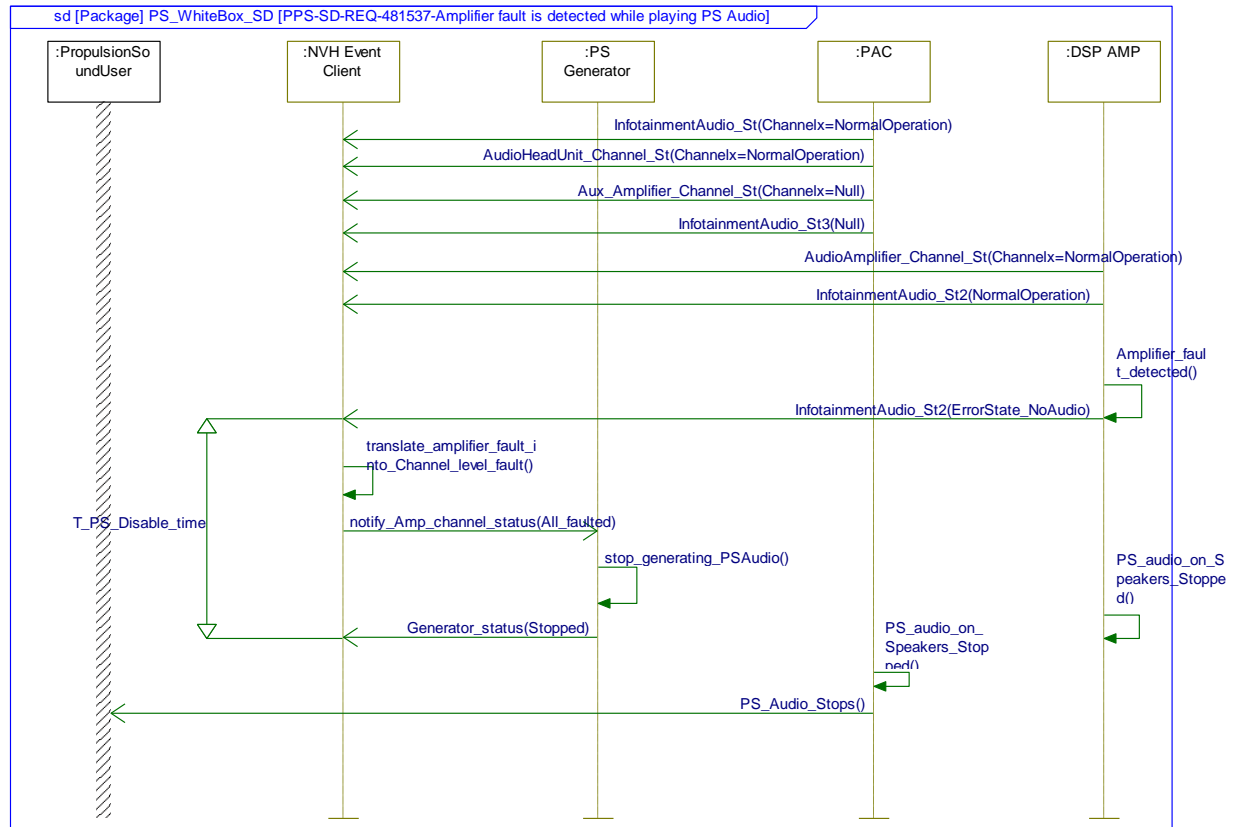 sd [Package] PS_WhiteBox_SD [PPS-SD-REQ-481537-Amplifier fault is detected while playing PS Audio]
:PropulsionSo
undUser
:NVH Event
Client
:PS
Generator
:PAC
:DSP AMP
InfotainmentAudio_St(Channelx=NormalOperation)
AudioHeadUnit_Channel_St(Channelx=NormalOperation)
Aux_Amplifier_Channel_St(Channelx=Null)
InfotainmentAudio_St3(Null)
AudioAmplifier_Channel_St(Channelx=NormalOperation)
InfotainmentAudio_St2(NormalOperation)
Amplifier_faul
t_detected()
InfotainmentAudio_St2(ErrorState_NoAudio)
translate_amplifier_fault_i
nto_Channel_level_fault()
T_PS_Disable_time
notify_Amp_channel_status(All_faulted)
stop_generating_PSAudio()
PS_audio_on_S
peakers_Stoppe
d()
Generator_status(Stopped)
PS_audio_on_
Speakers_Stop
ped()
PS_Audio_Stops()